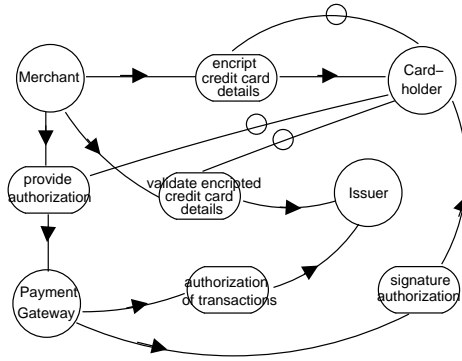 encript
credit card
details
Merchant
Card–
holder
provide
authorization
validate encripted
credit card
details
Issuer
authorization
of transactions
signature
authorization
Payment
Gateway